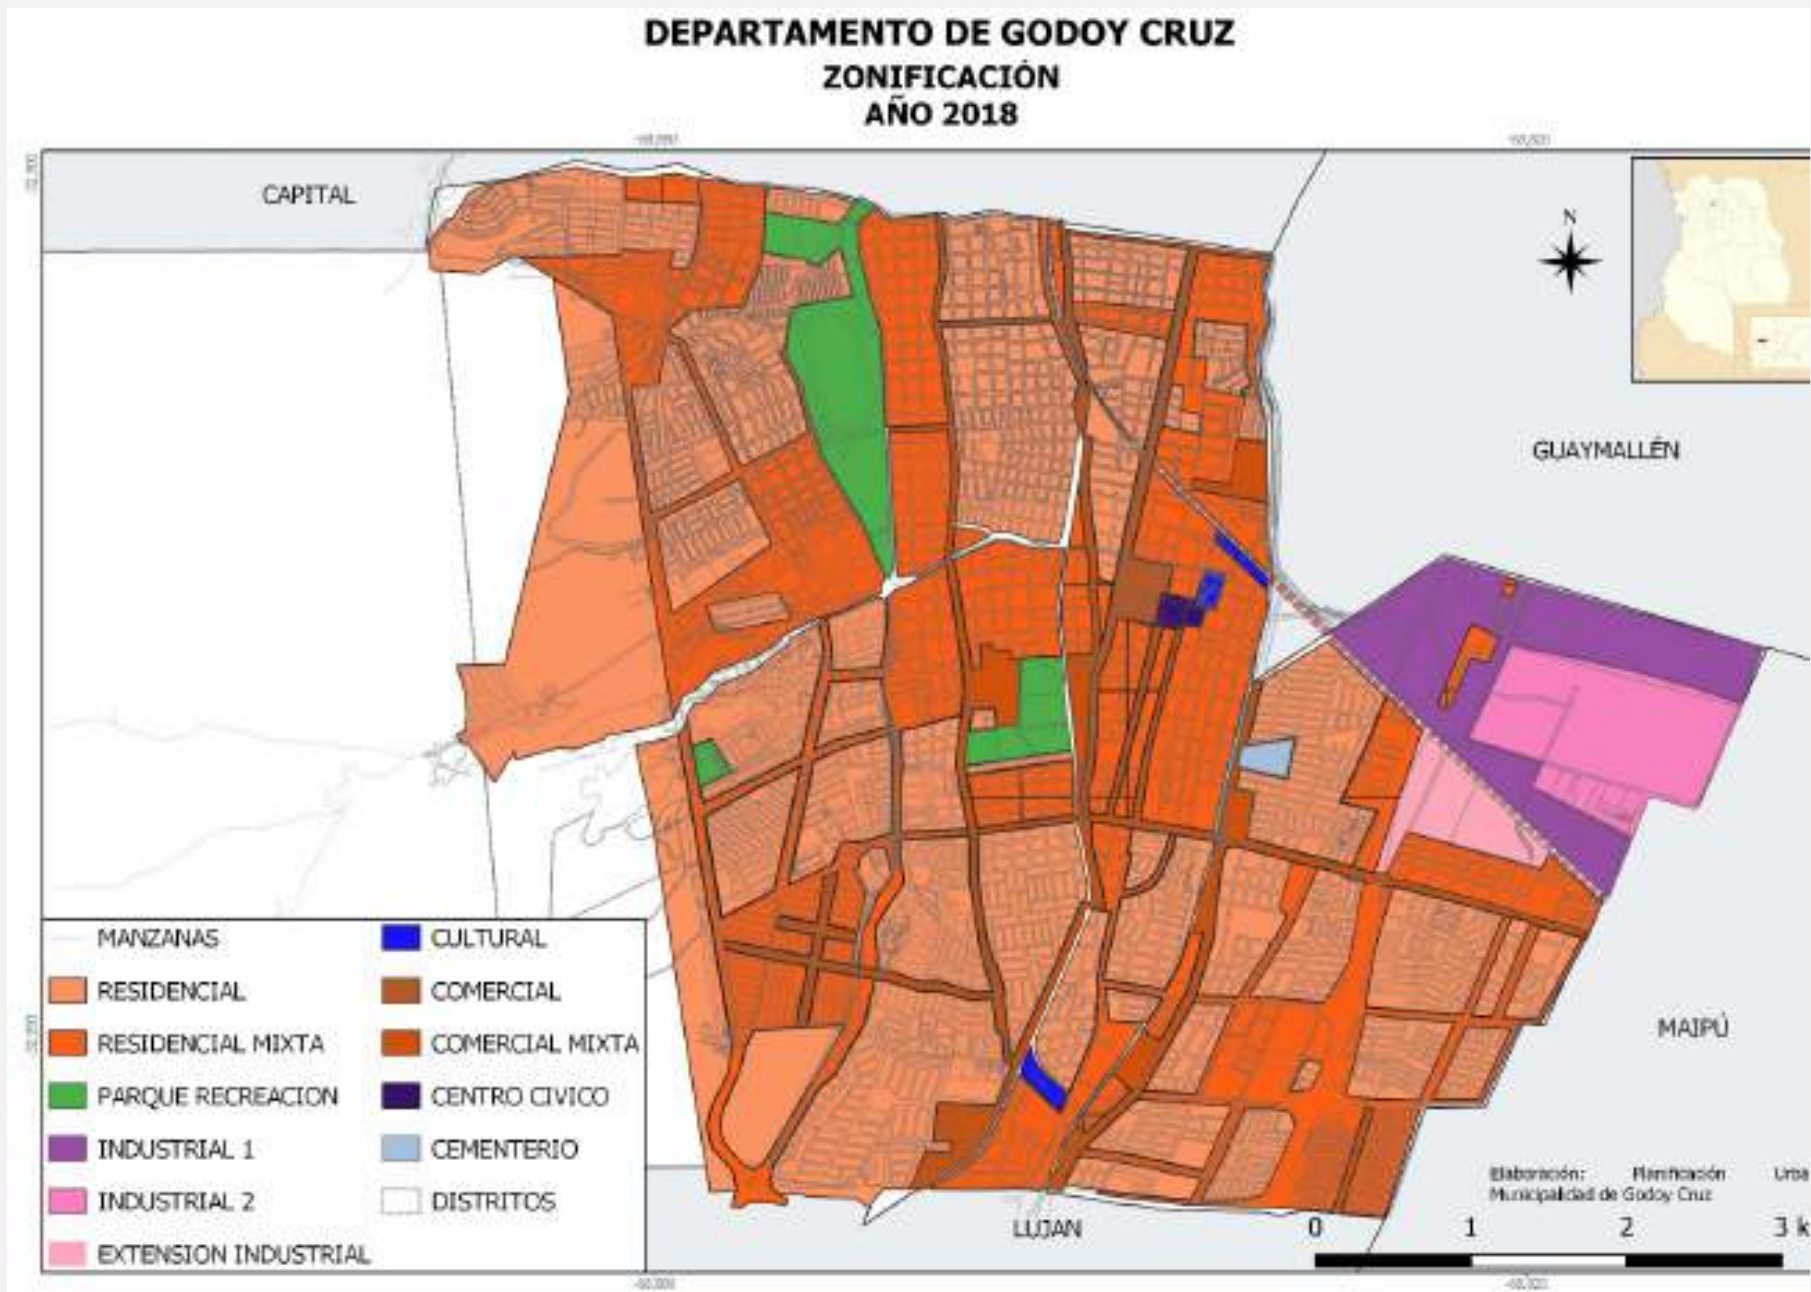 DEPARTAMENTO DE GODOY CRUZ
ZONIFICACIÓN
AÑO 2018
CAPITAL
N
GUAYMALLÉN
MAIPÚ
LUJAN
MANZANAS
RESIDENCIAL
RESIDENCIAL MIXTA
PARQUE RECREACION
INDUSTRIAL 1
INDUSTRIAL 2
EXTENSION INDUSTRIAL
CULTURAL
COMERCIAL
COMERCIAL MIXTA
CENTRO CIVICO
CEMENTERIO
DISTRITOS
Elaboración: Planificación Urba
Municipalidad de Godoy Cruz
0 1 2 3 k